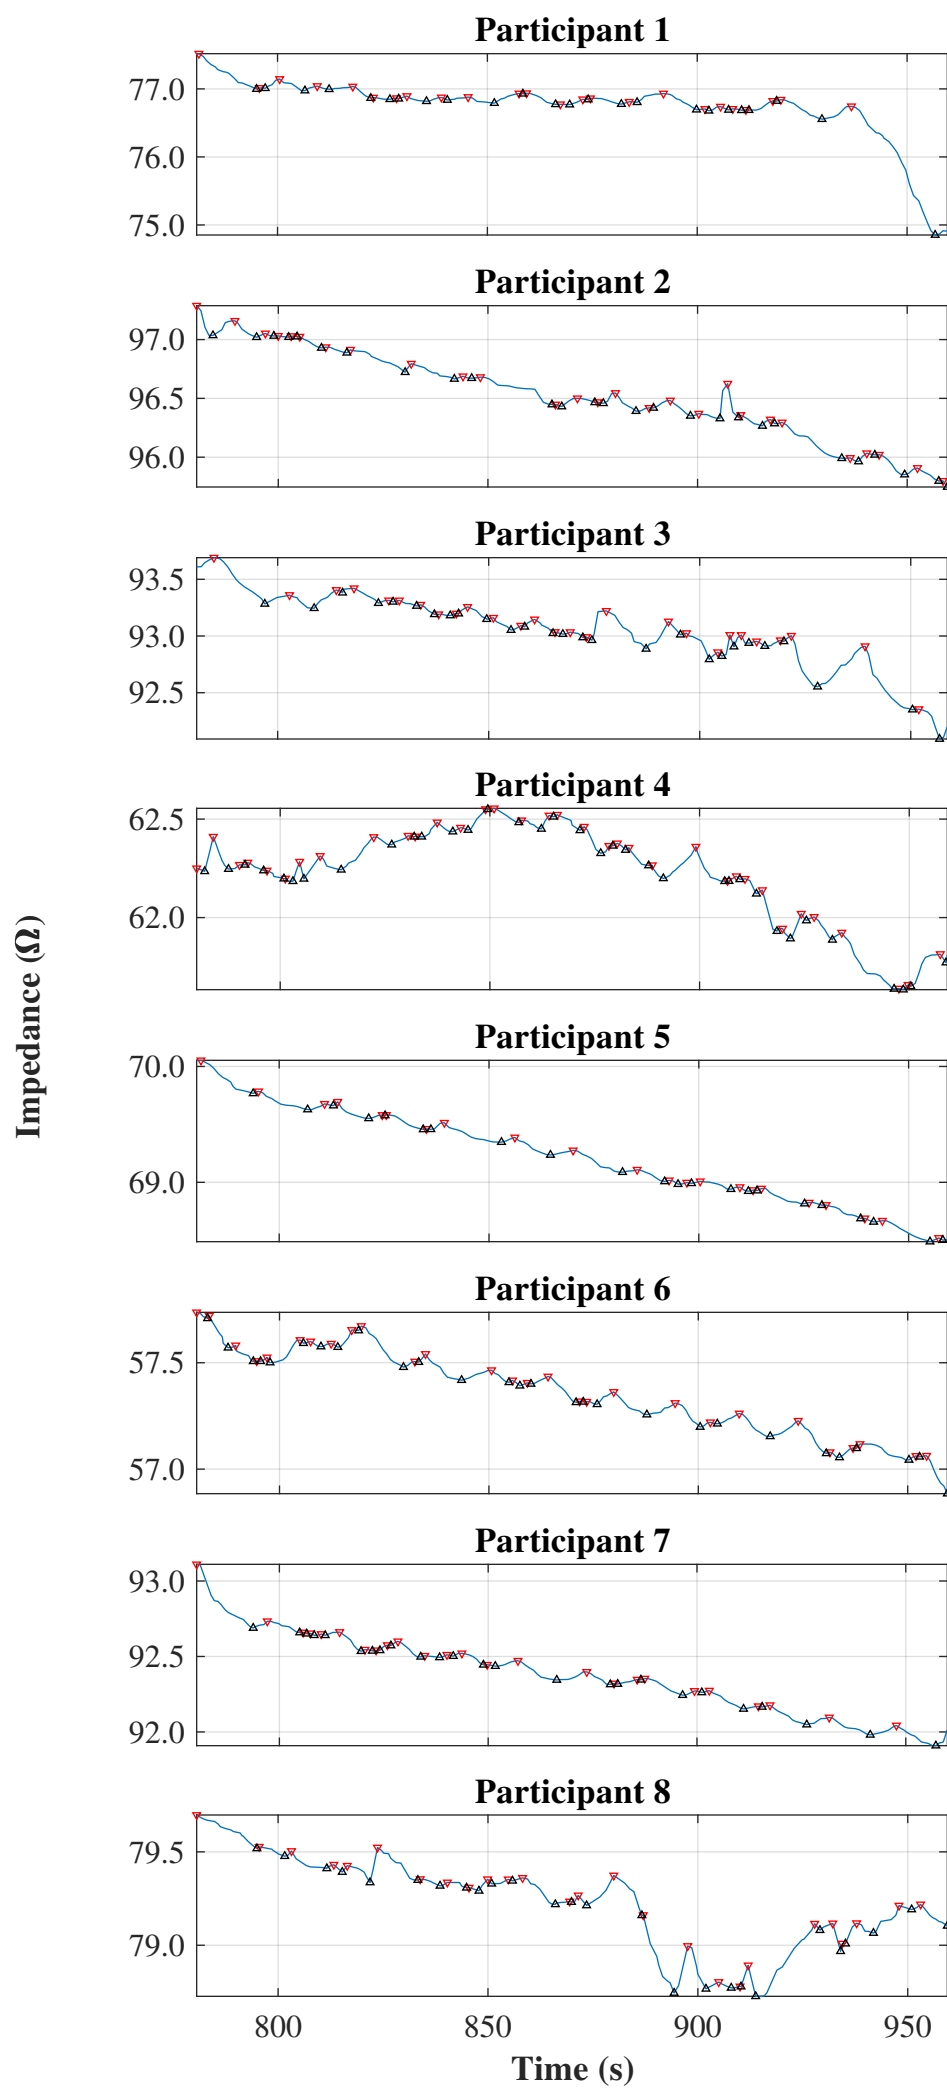 Participant 1
77.0
76.0
75.0
Participant 2
97.0
96.5
96.0
Participant 3
93.5
93.0
92.5
Participant 4
62.5
62.0
Impedance (Ω)
Participant 5
70.0
69.0
Participant 6
57.5
57.0
Participant 7
93.0
92.5
92.0
Participant 8
79.5
79.0
800 850 900 950
Time (s)